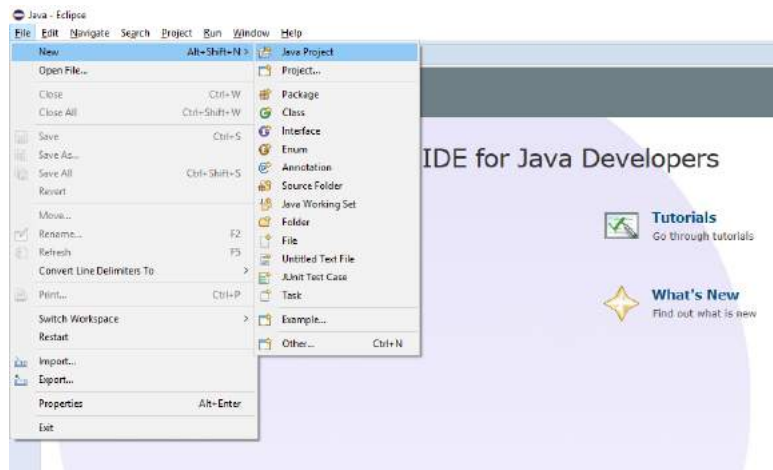 Java - Eclipse
File Edit Navigate Search Project Run Window Help
New Alt+Shift+N >
Open File...
Close Ctrl+W
Close All Ctrl+Shift+W
Save Ctrl+S
Save As...
Save All Ctrl+Shift+S
Revert
Move...
Rename... F2
Refresh F5
Convert Line Delimiters To >
Print... Ctrl+P
Switch Workspace >
Restart
Import...
Export...
Properties Alt+Enter
Exit
Java Project
Project...
Package
Class
Interface
Enum
Annotation
Source Folder
Java Working Set
Folder
File
Untitled Text File
JUnit Test Case
Task
Example...
Other... Ctrl+N
IDE for Java Developers
Tutorials
Go through tutorials
What's New
Find out what is new